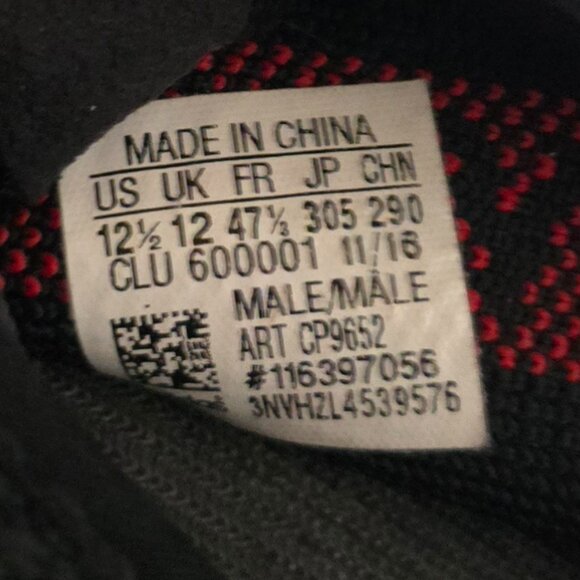 MADE IN CHINA
US UK FR JP CHN
12½ 12 47⅓ 305 290
CLU 600001 11/16
MALE/MÂLE
ART CP9652
#116397056
3NVHZL4539576